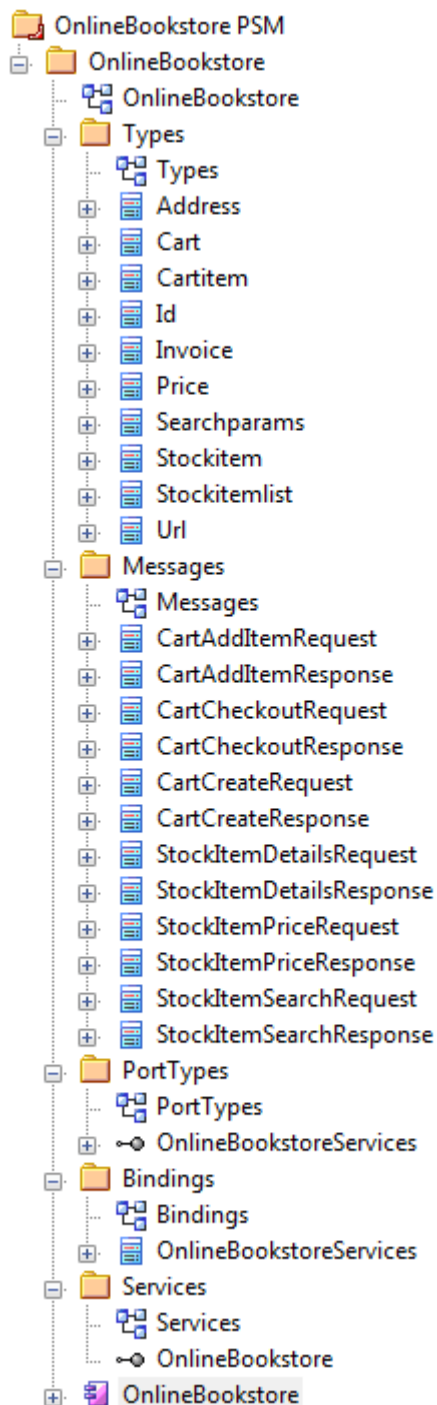 OnlineBookstore PSM
OnlineBookstore
OnlineBookstore
Types
Types
Address
Cart
Cartitem
Id
Invoice
Price
Searchparams
Stockitem
Stockitemlist
Url
Messages
Messages
CartAddItemRequest
CartAddItemResponse
CartCheckoutRequest
CartCheckoutResponse
CartCreateRequest
CartCreateResponse
StockItemDetailsRequest
StockItemDetailsResponse
StockItemPriceRequest
StockItemPriceResponse
StockItemSearchRequest
StockItemSearchResponse
PortTypes
PortTypes
OnlineBookstoreServices
Bindings
Bindings
OnlineBookstoreServices
Services
Services
OnlineBookstore
OnlineBookstore